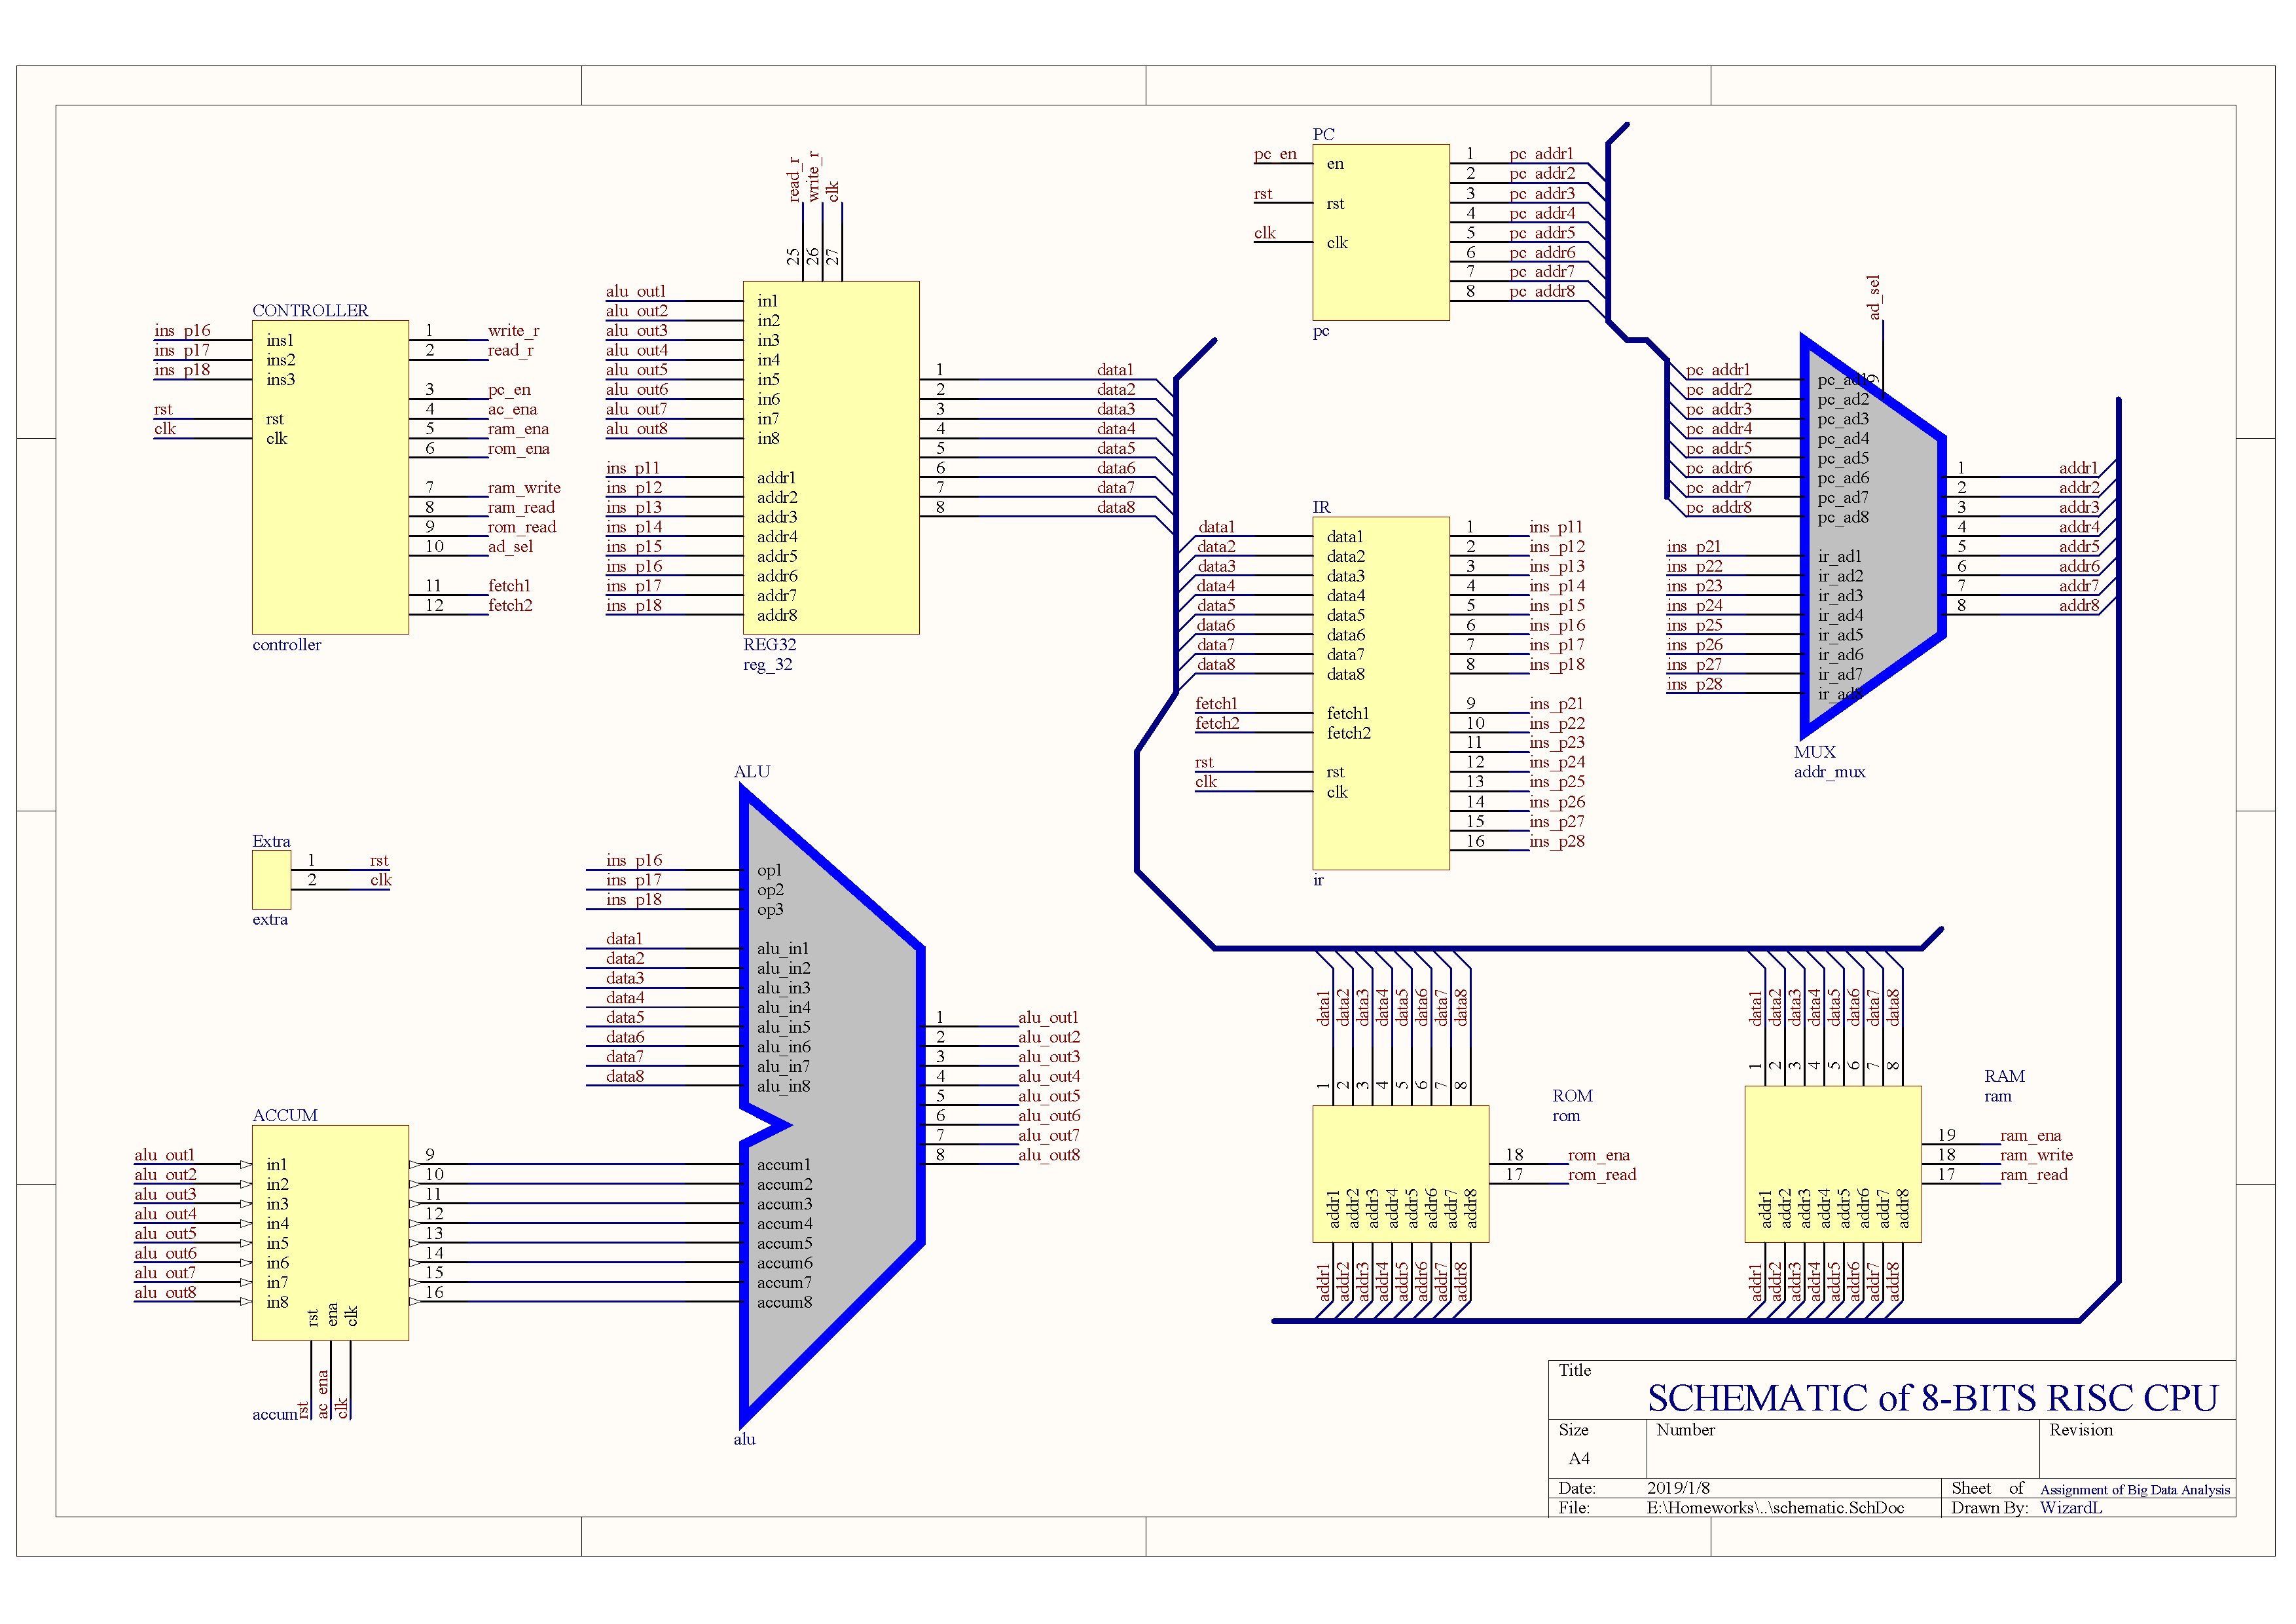 CONTROLLER
ins_p16 ins1 1 write_r
ins_p17 ins2 2 read_r
ins_p18 ins3
3 pc_en
rst rst 4 ac_ena
clk clk 5 ram_ena
6 rom_ena
7 ram_write
8 ram_read
9 rom_read
10 ad_sel
11 fetch1
12 fetch2
controller
read_r write_r clk
25 26 27
alu_out1 in1
alu_out2 in2
alu_out3 in3
alu_out4 in4
alu_out5 in5 1 data1
alu_out6 in6 2 data2
alu_out7 in7 3 data3
alu_out8 in8 4 data4
5 data5
ins_p11 addr1 6 data6
ins_p12 addr2 7 data7
ins_p13 addr3 8 data8
ins_p14 addr4
ins_p15 addr5
ins_p16 addr6
ins_p17 addr7
ins_p18 addr8
REG32
reg_32
PC
pc_en en 1 pc_addr1
2 pc_addr2
rst rst 3 pc_addr3
4 pc_addr4
clk clk 5 pc_addr5
6 pc_addr6
7 pc_addr7
8 pc_addr8
pc
IR
data1 data1 1 ins_p11
data2 data2 2 ins_p12
data3 data3 3 ins_p13
data4 data4 4 ins_p14
data5 data5 5 ins_p15
data6 data6 6 ins_p16
data7 data7 7 ins_p17
data8 data8 8 ins_p18
fetch1 fetch1 9 ins_p21
fetch2 fetch2 10 ins_p22
11 ins_p23
rst rst 12 ins_p24
clk clk 13 ins_p25
14 ins_p26
15 ins_p27
16 ins_p28
ir
ad_sel
9
pc_addr1 pc_ad1
pc_addr2 pc_ad2
pc_addr3 pc_ad3
pc_addr4 pc_ad4
pc_addr5 pc_ad5
pc_addr6 pc_ad6 1 addr1
pc_addr7 pc_ad7 2 addr2
pc_addr8 pc_ad8 3 addr3
4 addr4
ins_p21 ir_ad1 5 addr5
ins_p22 ir_ad2 6 addr6
ins_p23 ir_ad3 7 addr7
ins_p24 ir_ad4 8 addr8
ins_p25 ir_ad5
ins_p26 ir_ad6
ins_p27 ir_ad7
ins_p28 ir_ad8
MUX
addr_mux
Extra
1 rst
2 clk
extra
ALU
ins_p16 op1
ins_p17 op2
ins_p18 op3
data1 alu_in1
data2 alu_in2
data3 alu_in3
data4 alu_in4
data5 alu_in5 1 alu_out1
data6 alu_in6 2 alu_out2
data7 alu_in7 3 alu_out3
data8 alu_in8 4 alu_out4
5 alu_out5
6 alu_out6
7 alu_out7
8 alu_out8
accum1
accum2
accum3
accum4
accum5
accum6
accum7
accum8
alu
ACCUM
alu_out1 in1 9
alu_out2 in2 10
alu_out3 in3 11
alu_out4 in4 12
alu_out5 in5 13
alu_out6 in6 14
alu_out7 in7 15
alu_out8 in8 16
rst ena clk
rst ac_ena clk
accum
data1 data2 data3 data4 data5 data6 data7 data8
1 2 3 4 5 6 7 8
ROM
rom
18 rom_ena
17 rom_read
addr1 addr2 addr3 addr4 addr5 addr6 addr7 addr8
addr1 addr2 addr3 addr4 addr5 addr6 addr7 addr8
data1 data2 data3 data4 data5 data6 data7 data8
1 2 3 4 5 6 7 8
RAM
ram
19 ram_ena
18 ram_write
17 ram_read
addr1 addr2 addr3 addr4 addr5 addr6 addr7 addr8
addr1 addr2 addr3 addr4 addr5 addr6 addr7 addr8
Title
SCHEMATIC of 8-BITS RISC CPU
Size Number Revision
A4
Date: 2019/1/8 Sheet of Assignment of Big Data Analysis
File: E:\Homeworks\..\schematic.SchDoc Drawn By: WizardL